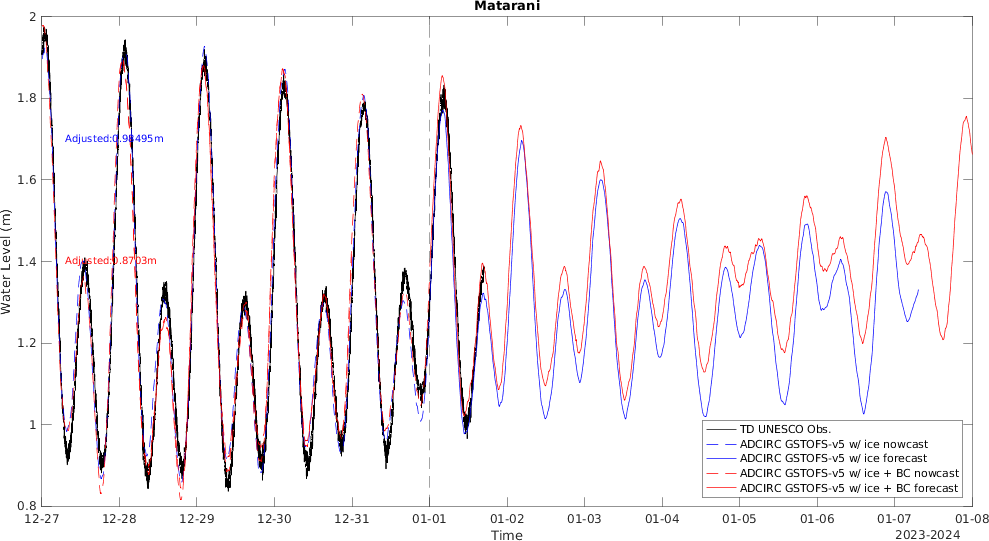 Matarani
2
1.8
1.6
1.4
1.2
1
0.8
Water Level (m)
Adjusted:0.98495m
Adjusted:0.8703m
TD UNESCO Obs.
ADCIRC GSTOFS-v5 w/ ice nowcast
ADCIRC GSTOFS-v5 w/ ice forecast
ADCIRC GSTOFS-v5 w/ ice + BC nowcast
ADCIRC GSTOFS-v5 w/ ice + BC forecast
12-27 12-28 12-29 12-30 12-31 01-01 01-02 01-03 01-04 01-05 01-06 01-07 01-08
Time
2023-2024